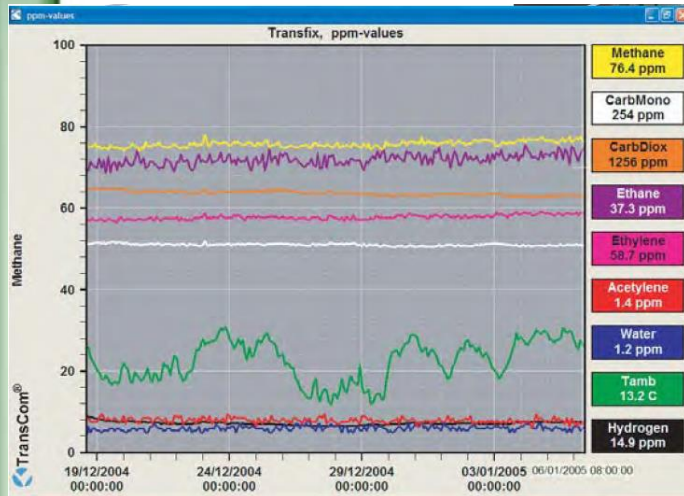 ppm-values
Transfix, ppm-values
100
80
60
40
20
0
Methane
TransCom®
19/12/2004
00:00:00
24/12/2004
00:00:00
29/12/2004
00:00:00
03/01/2005
00:00:00
06/01/2005 08:00:00
Methane
76.4 ppm
CarbMono
254 ppm
CarbDiox
1256 ppm
Ethane
37.3 ppm
Ethylene
58.7 ppm
Acetylene
1.4 ppm
Water
1.2 ppm
Tamb
13.2 C
Hydrogen
14.9 ppm